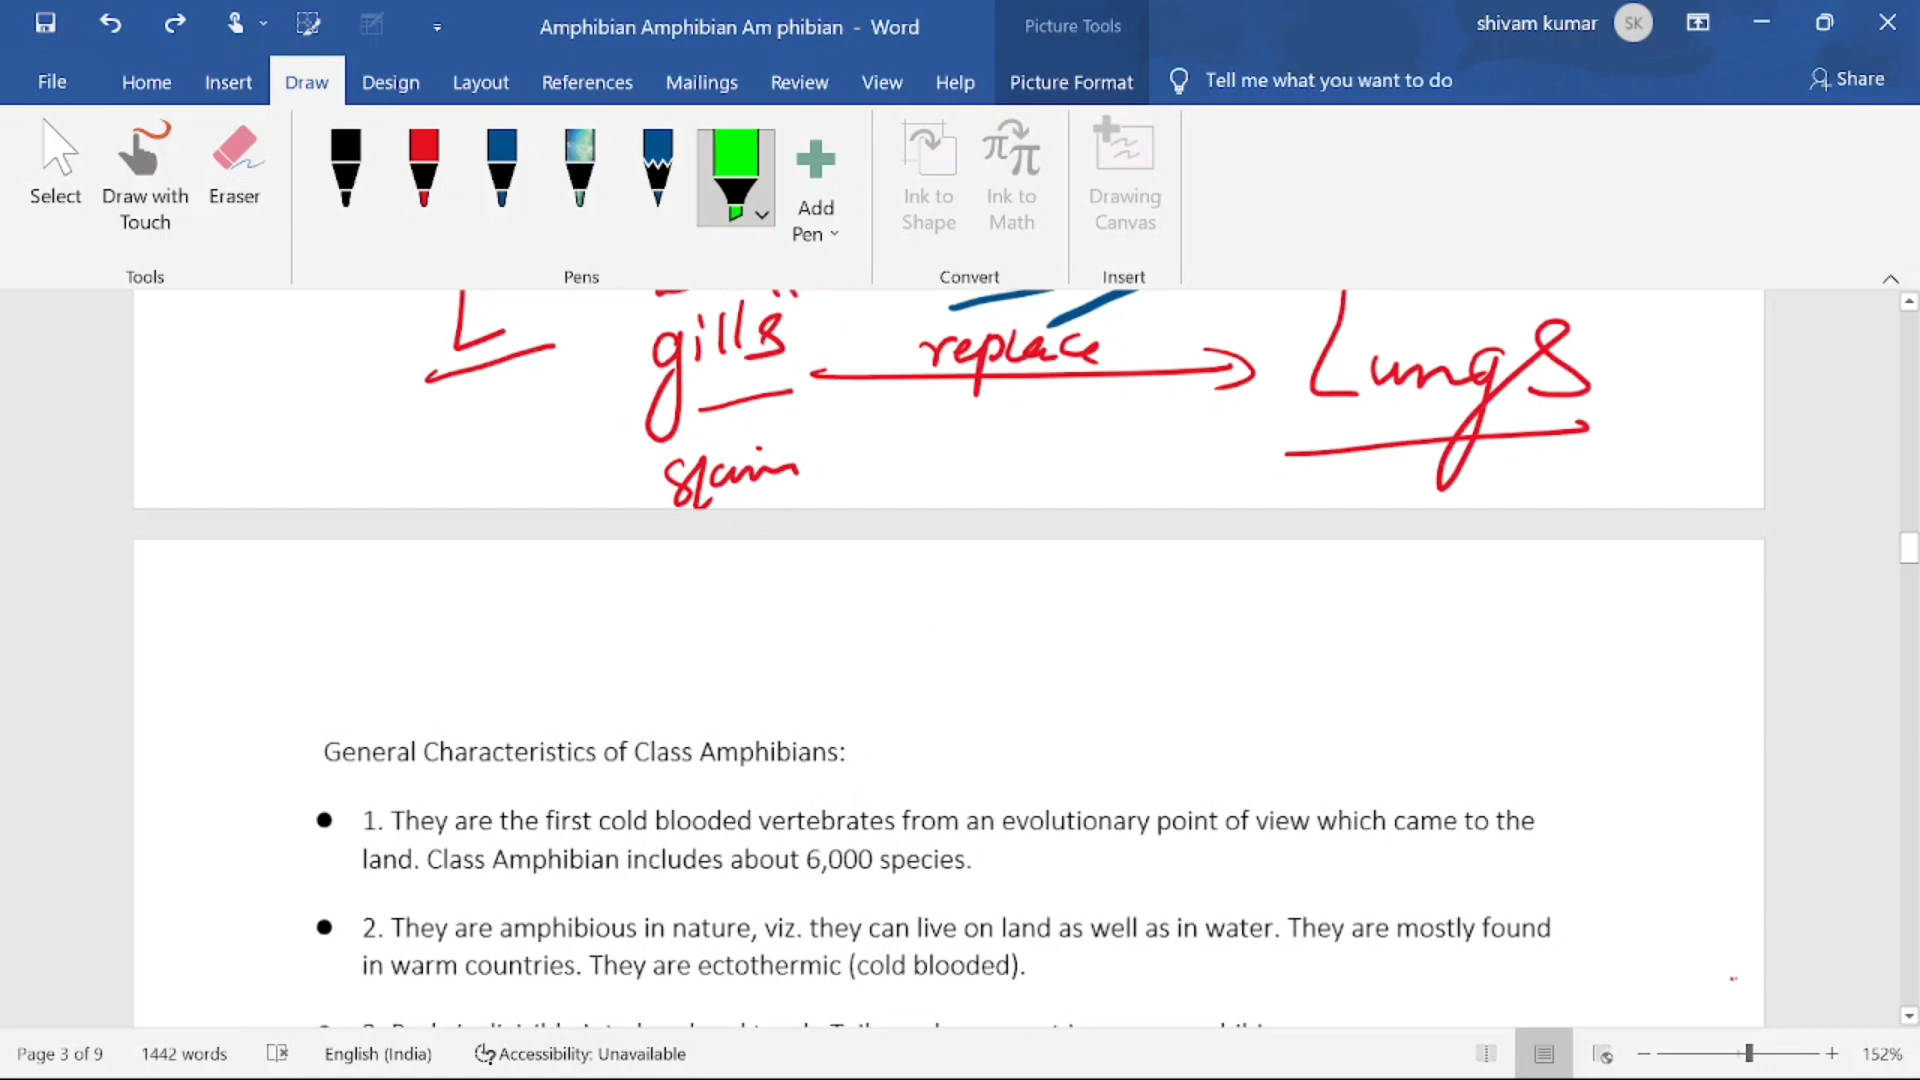 Amphibian Amphibian Am phibian - Word
Picture Tools
shivam kumar
SK
File
Home
Insert
Draw
Design
Layout
References
Mailings
Review
View
Help
Picture Format
Tell me what you want to do
Share
Select
Draw with Touch
Eraser
Add Pen
Ink to Shape
Ink to Math
Drawing Canvas
Tools
Pens
Convert
Insert
gills
replace
Lungs
General Characteristics of Class Amphibians:
1. They are the first cold blooded vertebrates from an evolutionary point of view which came to the
land. Class Amphibian includes about 6,000 species.
2. They are amphibious in nature, viz. they can live on land as well as in water. They are mostly found
in warm countries. They are ectothermic (cold blooded).
Page 3 of 9
1442 words
English (India)
Accessibility: Unavailable
152%